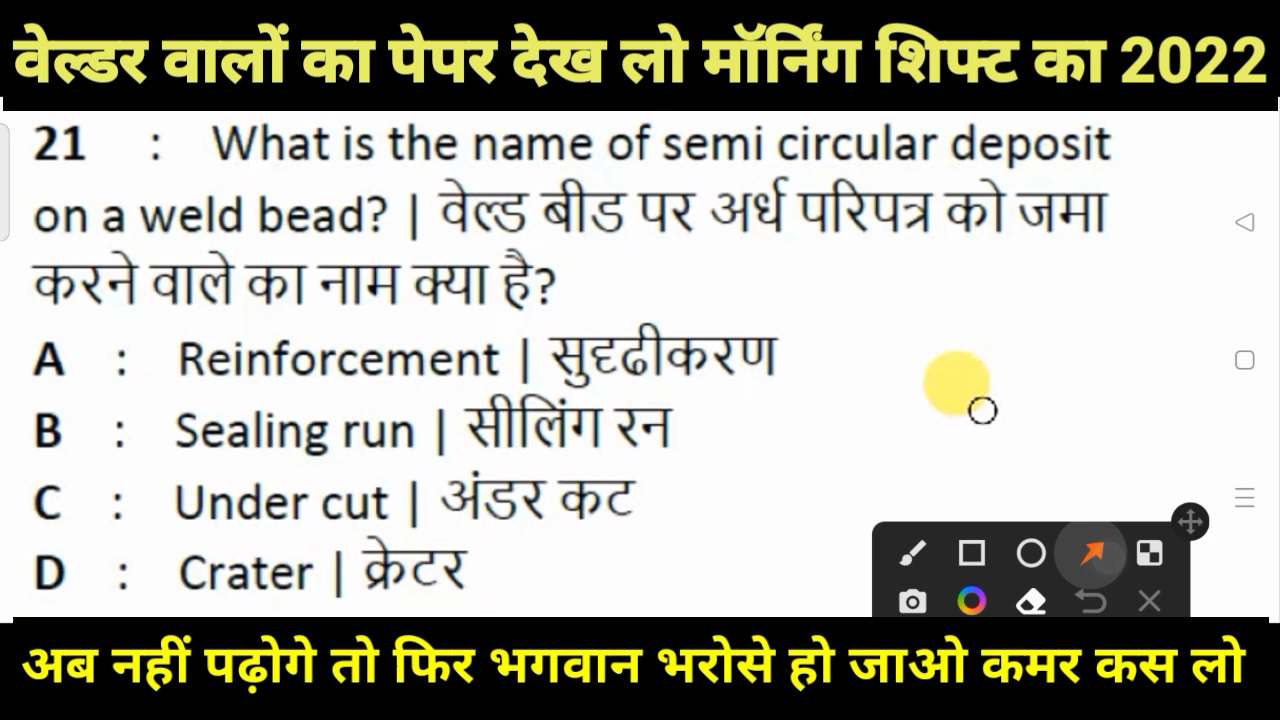 वेल्डर वालों का पेपर देख लो मॉर्निंग शिफ्ट का 2022
21 : What is the name of semi circular deposit
on a weld bead? | वेल्ड बीड पर अर्ध परिपत्र को जमा
करने वाले का नाम क्या है?
A : Reinforcement | सुदृढीकरण
B : Sealing run | सीलिंग रन
C : Under cut | अंडर कट
D : Crater | क्रेटर
अब नहीं पढ़ोगे तो फिर भगवान भरोसे हो जाओ कमर कस लो